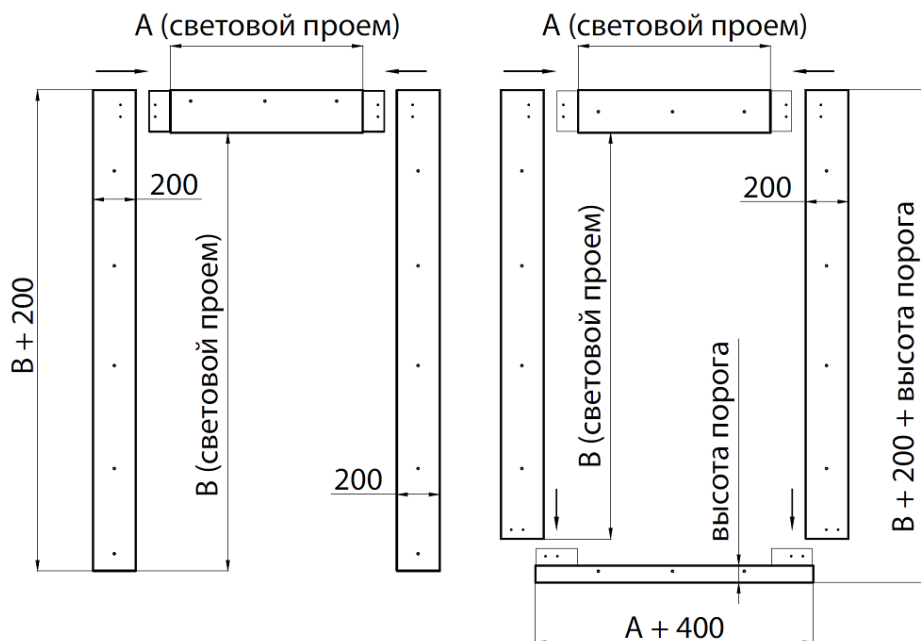 А (световой проем)
200
В + 200
В (световой проем)
200
А (световой проем)
200
В (световой проем)
высота порога
В + 200 + высота порога
А + 400